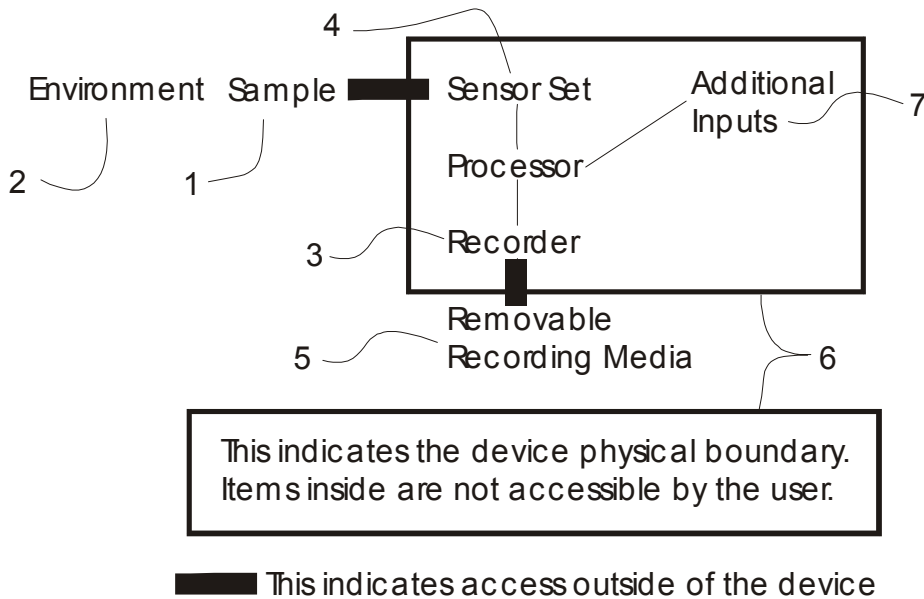 4
Environment Sample Sensor Set Additional
Inputs 7
2 1 Processor
3 Recorder
Removable
5 Recording Media 6
This indicates the device physical boundary.
Items inside are not accessible by the user.
This indicates access outside of the device